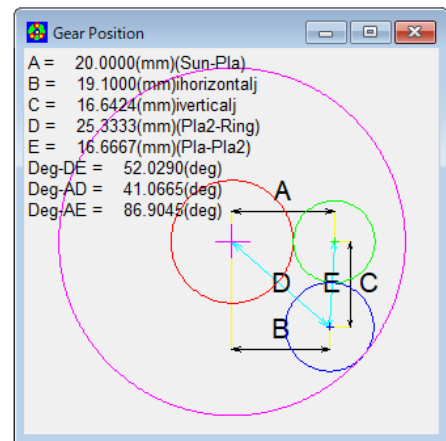 Gear Position
A = 20.0000(mm)(Sun-Pla)
B = 19.1000(mm)ihorizontalj
C = 16.6424(mm)iverticalj
D = 25.3333(mm)(Pla2-Ring)
E = 16.6667(mm)(Pla-Pla2)
Deg-DE = 52.0290(deg)
Deg-AD = 41.0665(deg)
Deg-AE = 86.9045(deg)
A
D E C
B